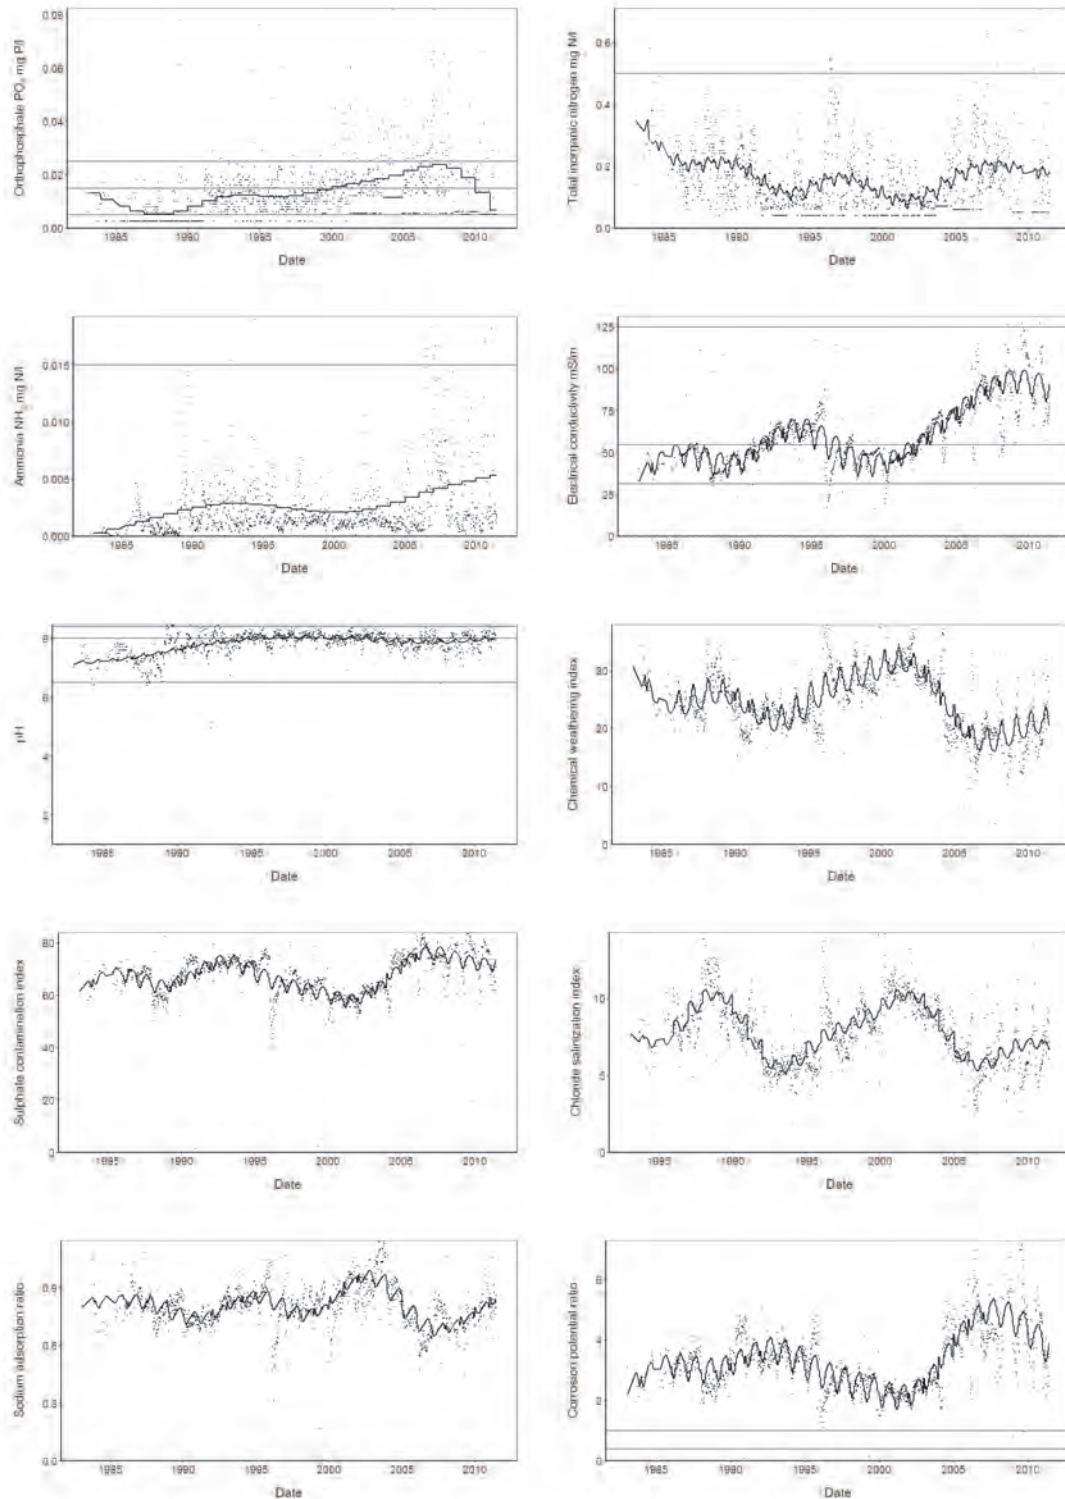 Orthophosphate PO4 mg P/l
0.08
0.06
0.04
0.02
0.00
1985 1990 1995 2000 2005 2010
Date
Total inorganic nitrogen mg N/l
0.6
0.4
0.2
0.0
1985 1990 1995 2000 2005 2010
Date
Ammonia NH3 mg N/l
0.015
0.010
0.005
0.000
1985 1990 1995 2000 2005 2010
Date
Electrical conductivity mS/m
125
100
75
50
25
0
1985 1990 1995 2000 2005 2010
Date
pH
8
6
4
2
1985 1990 1995 2000 2005 2010
Date
Chemical weathering index
30
20
10
0
1985 1990 1995 2000 2005 2010
Date
Sulphate contamination index
80
60
40
20
0
1985 1990 1995 2000 2005 2010
Date
Chloride salinization index
10
5
0
1985 1990 1995 2000 2005 2010
Date
Sodium adsorption ratio
0.9
0.6
0.3
0.0
1985 1990 1995 2000 2005 2010
Date
Corrosion potential ratio
6
4
2
0
1985 1990 1995 2000 2005 2010
Date